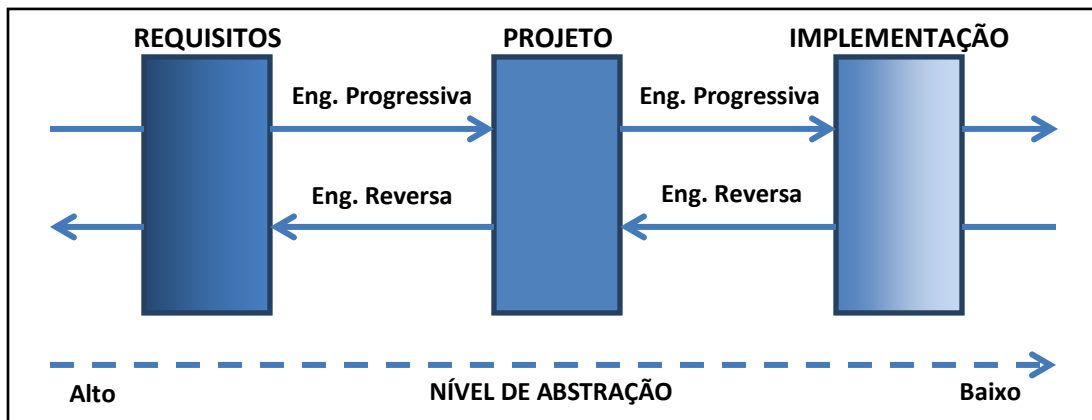 REQUISITOS PROJETO IMPLEMENTAÇÃO
Eng. Progressiva Eng. Progressiva
Eng. Reversa Eng. Reversa
Alto NÍVEL DE ABSTRAÇÃO Baixo